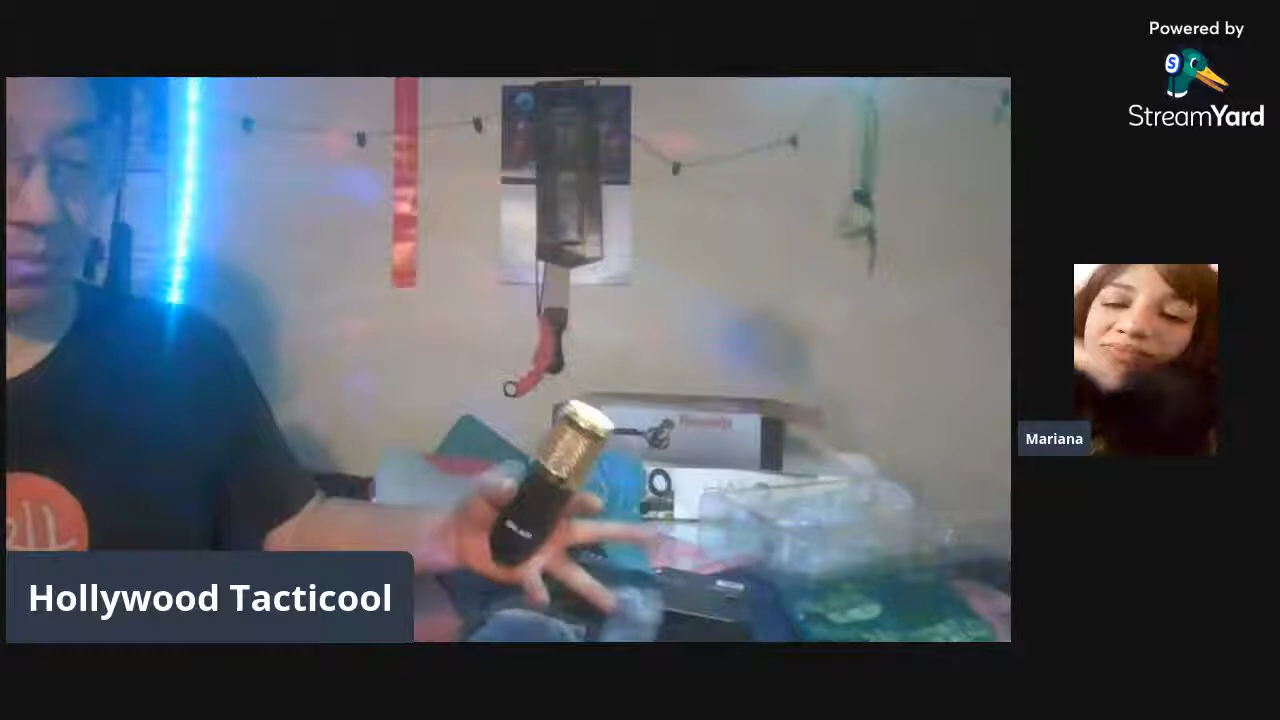 Powered by
S
StreamYard
Mariana
Hollywood Tacticool